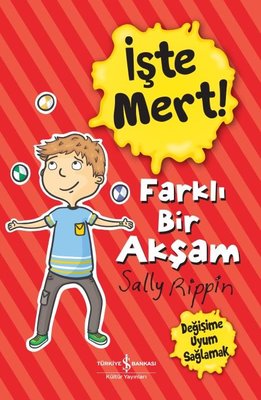 İşte
Mert!
Farklı
Bir
Akşam
Sally Rippin
Değişime
Uyum
Sağlamak
TÜRKİYE İŞ BANKASI
Kültür Yayınları